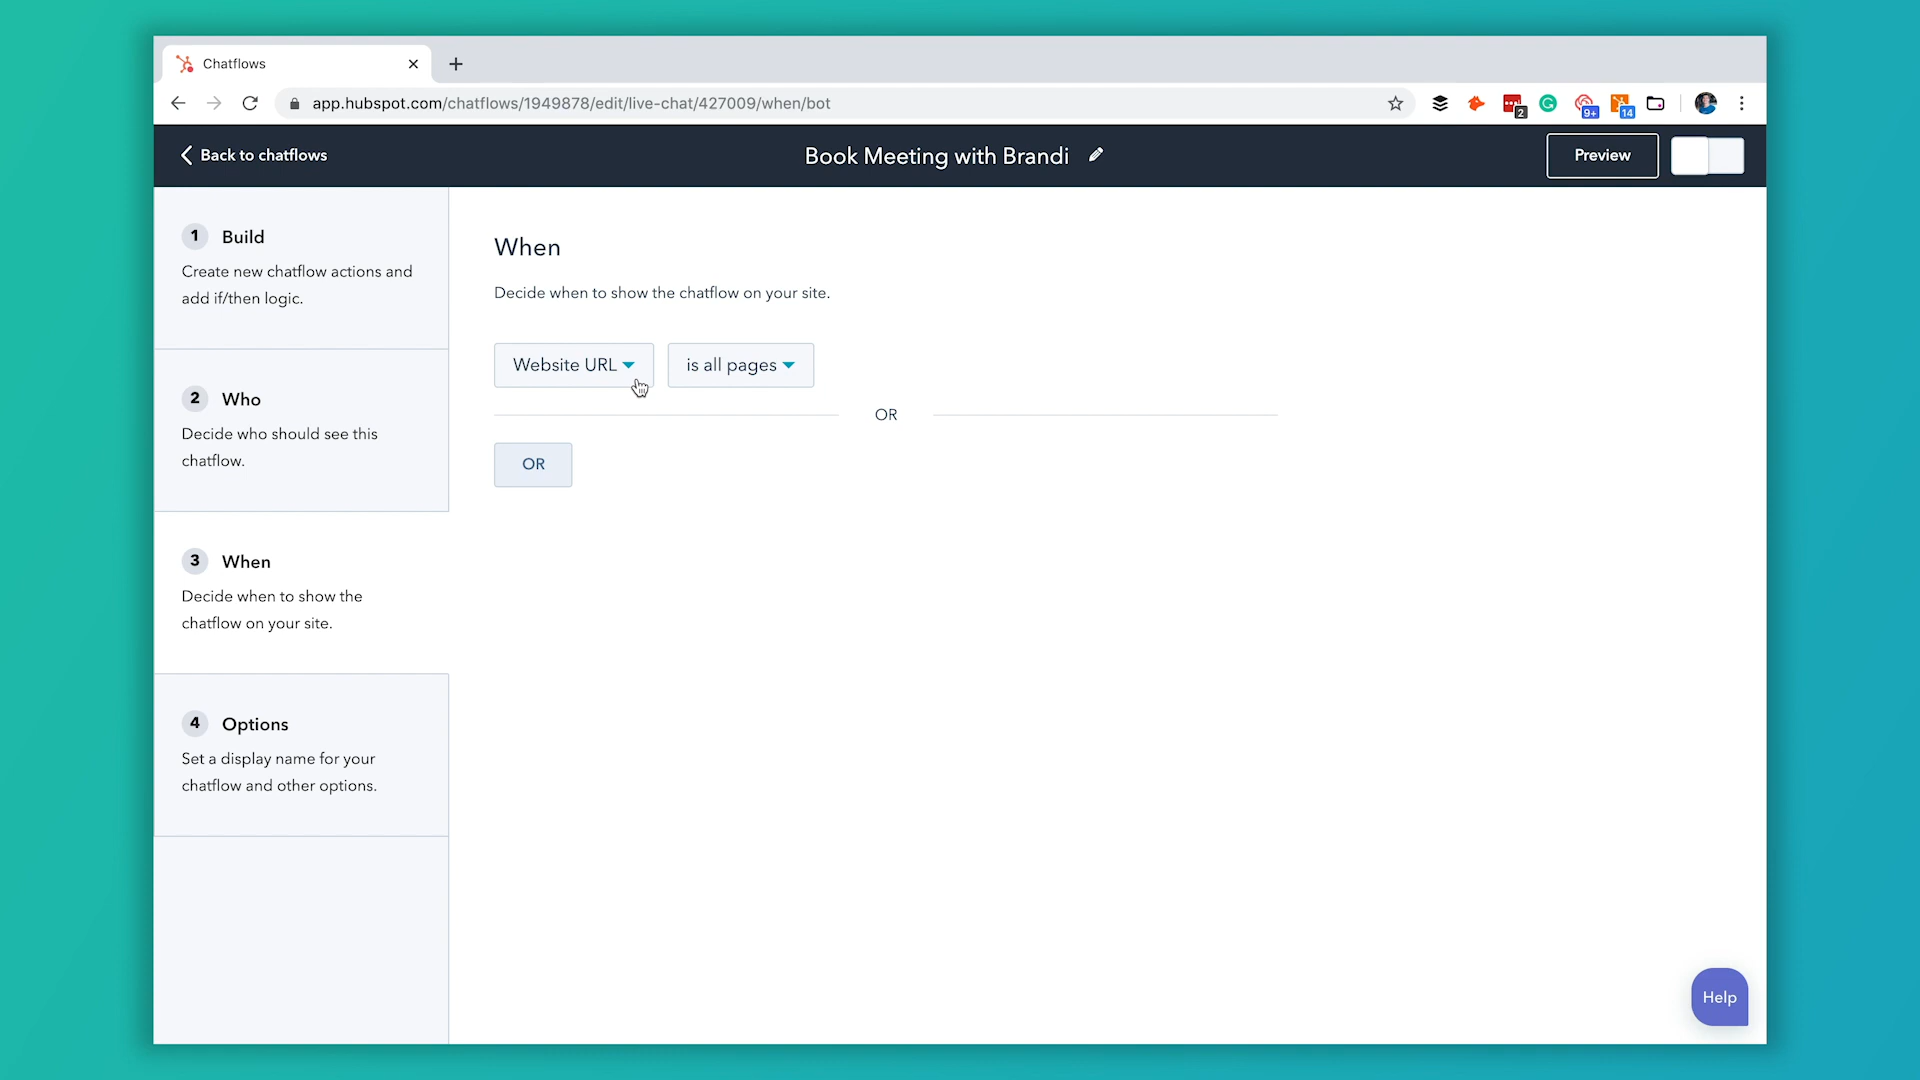 Chatflows
app.hubspot.com/chatflows/1949878/edit/live-chat/427009/when/bot
2
9+
14
Back to chatflows
Book Meeting with Brandi
Preview
1 Build
Create new chatflow actions and
add if/then logic.
2 Who
Decide who should see this
chatflow.
3 When
Decide when to show the
chatflow on your site.
4 Options
Set a display name for your
chatflow and other options.
When
Decide when to show the chatflow on your site.
Website URL
is all pages
OR
OR
Help